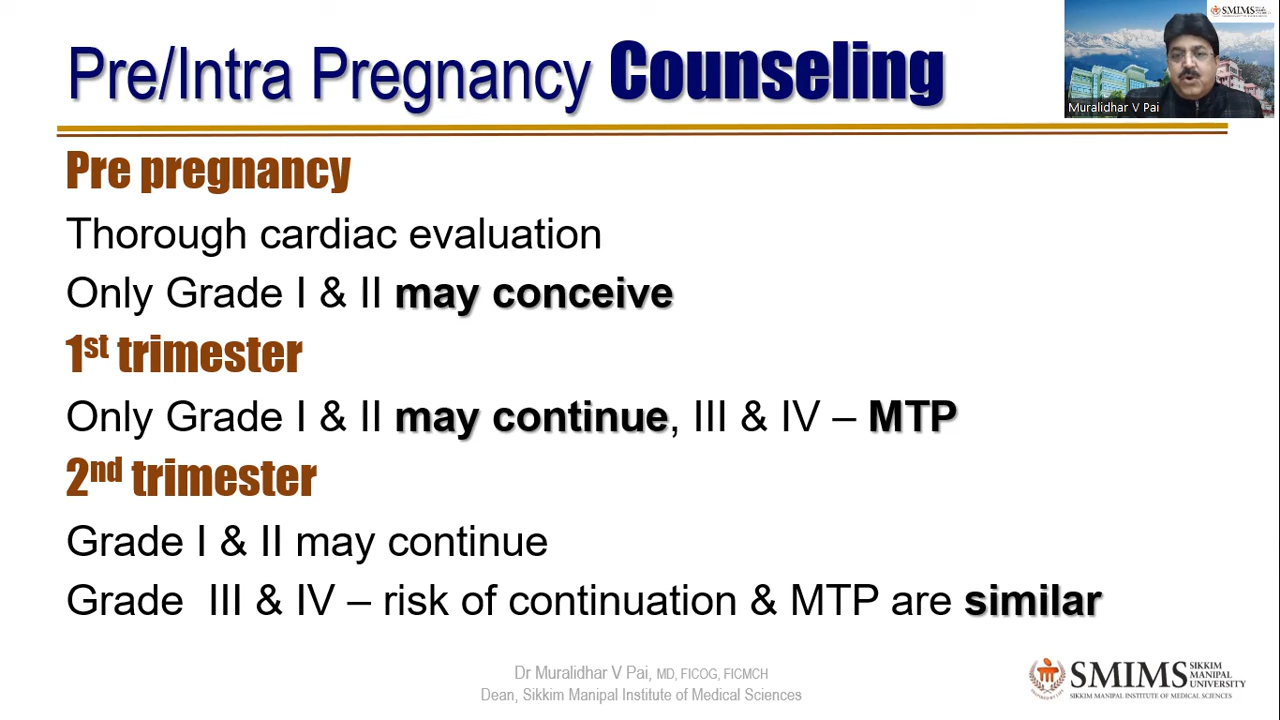 Pre/Intra Pregnancy Counseling
SMIMS
Muralidhar V Pai
Pre pregnancy
Thorough cardiac evaluation
Only Grade I & II may conceive
1st trimester
Only Grade I & II may continue, III & IV – MTP
2nd trimester
Grade I & II may continue
Grade III & IV – risk of continuation & MTP are similar
Dr Muralidhar V Pai, MD, FICOG, FICMCH
Dean, Sikkim Manipal Institute of Medical Sciences
SMIMS SIKKIM MANIPAL UNIVERSITY
SIKKIM MANIPAL INSTITUTE OF MEDICAL SCIENCES